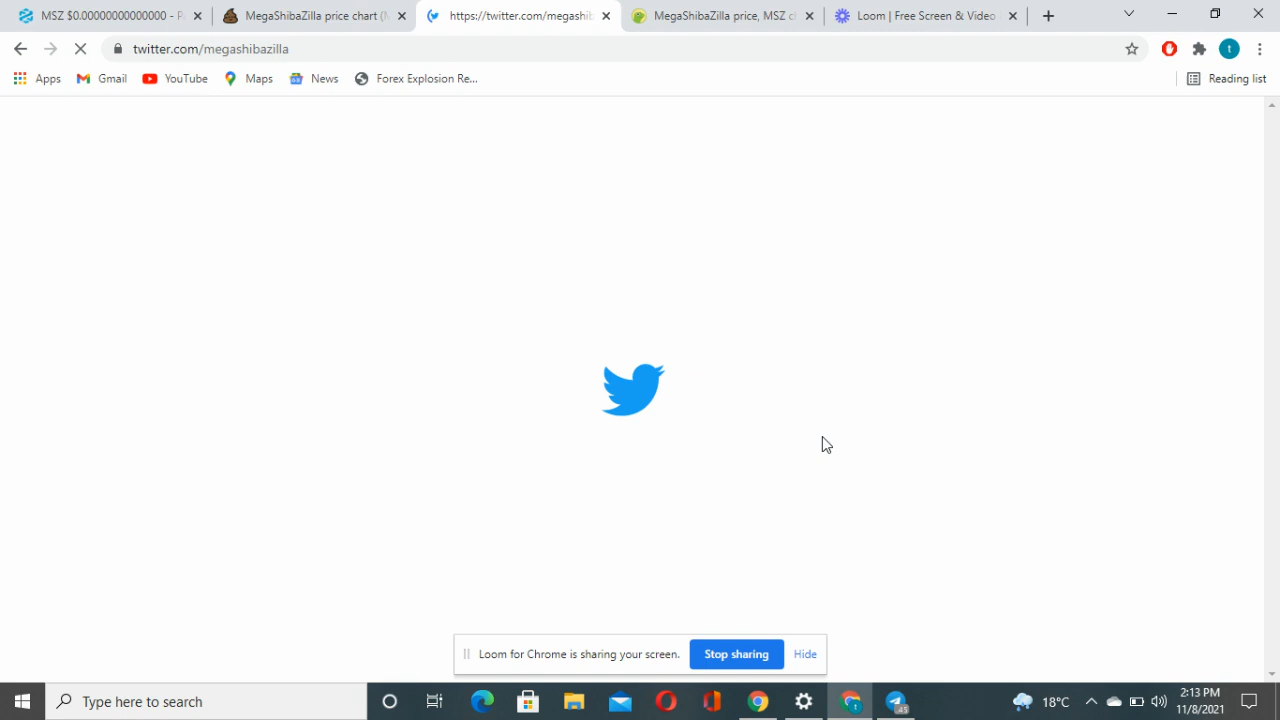 MSZ $0.00000000000000 - P
MegaShibaZilla price chart (
https://twitter.com/megashib
MegaShibaZilla price, MSZ c
Loom | Free Screen & Video
twitter.com/megashibazilla
t
Apps
Gmail
YouTube
Maps
News
Forex Explosion Re...
Reading list
Loom for Chrome is sharing your screen.
Stop sharing
Hide
Type here to search
t
45
18°C
2:13 PM
11/8/2021